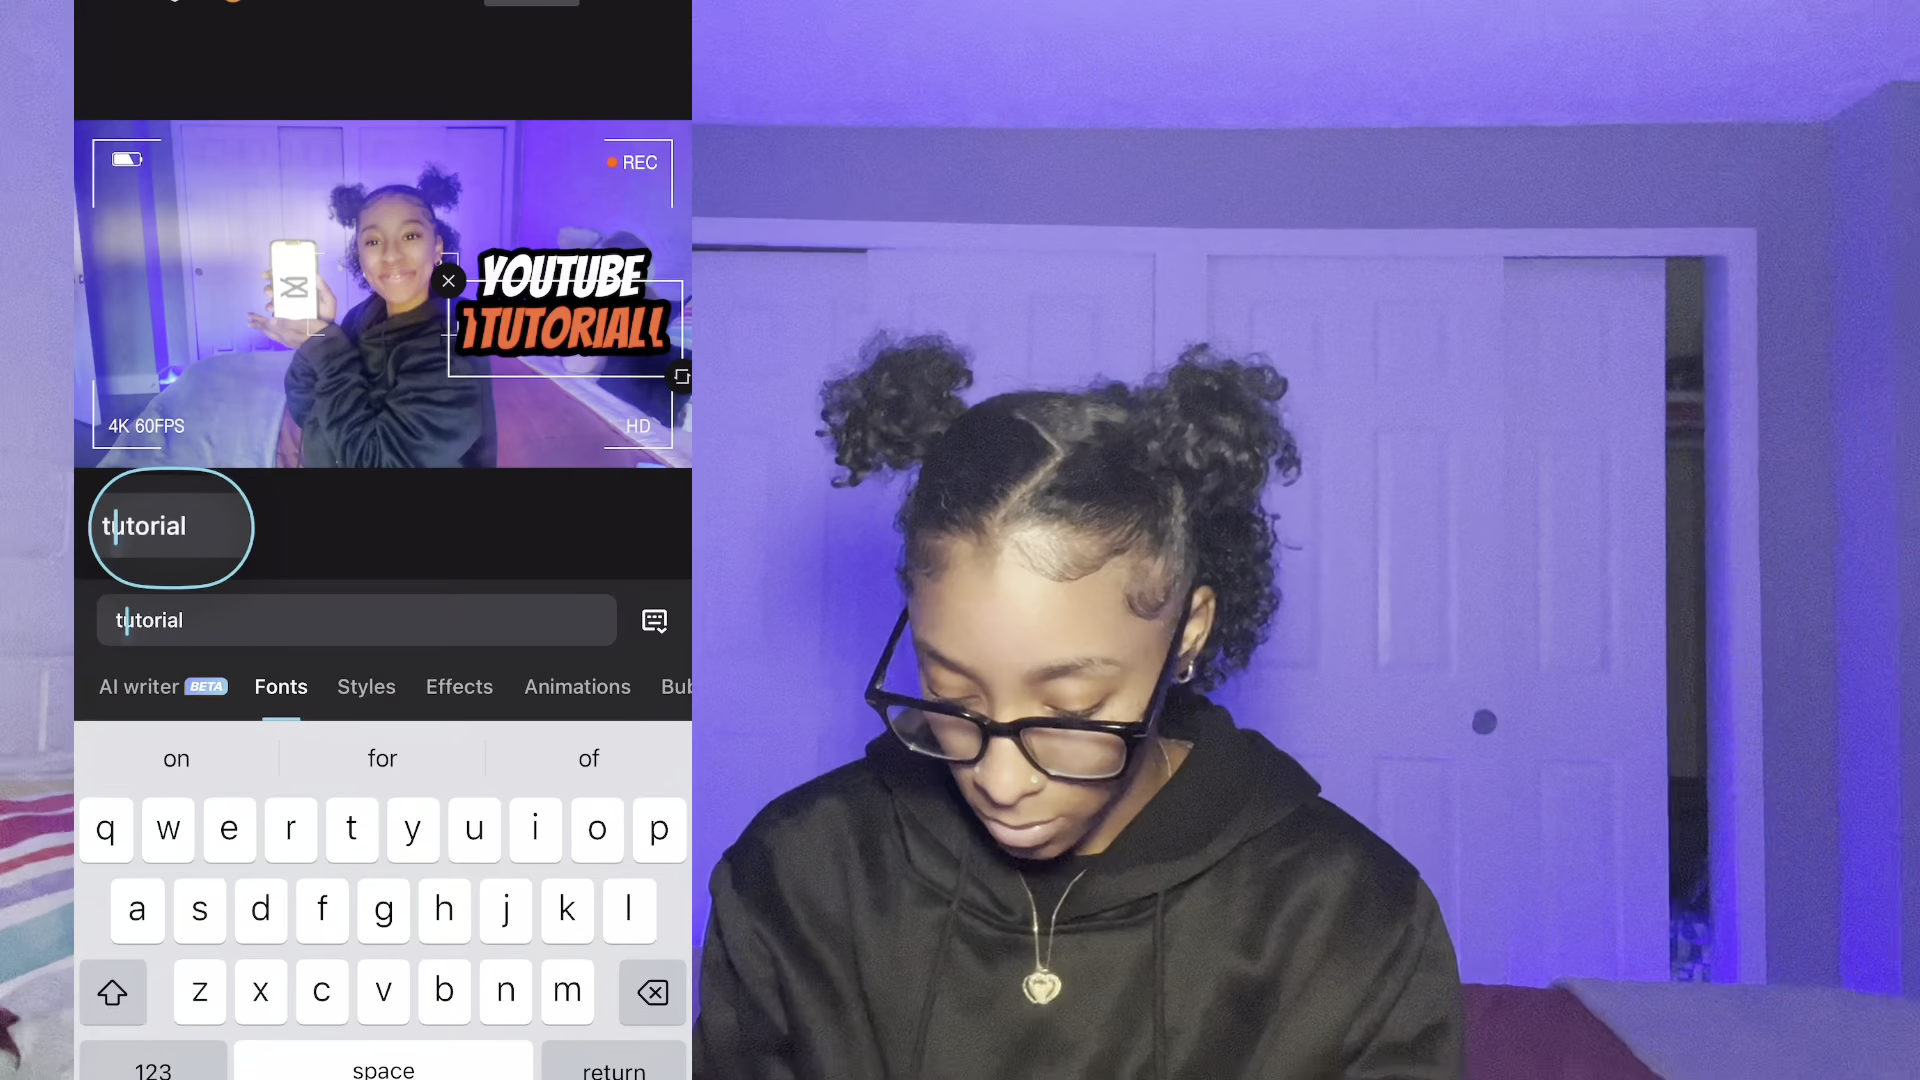 REC
YOUTUBE
TUTORIAL
4K 60FPS
HD
tutorial
tutorial
AI writer BETA Fonts Styles Effects Animations Bub
on for of
q w e r t y u i o p
a s d f g h j k l
z x c v b n m
123 space return